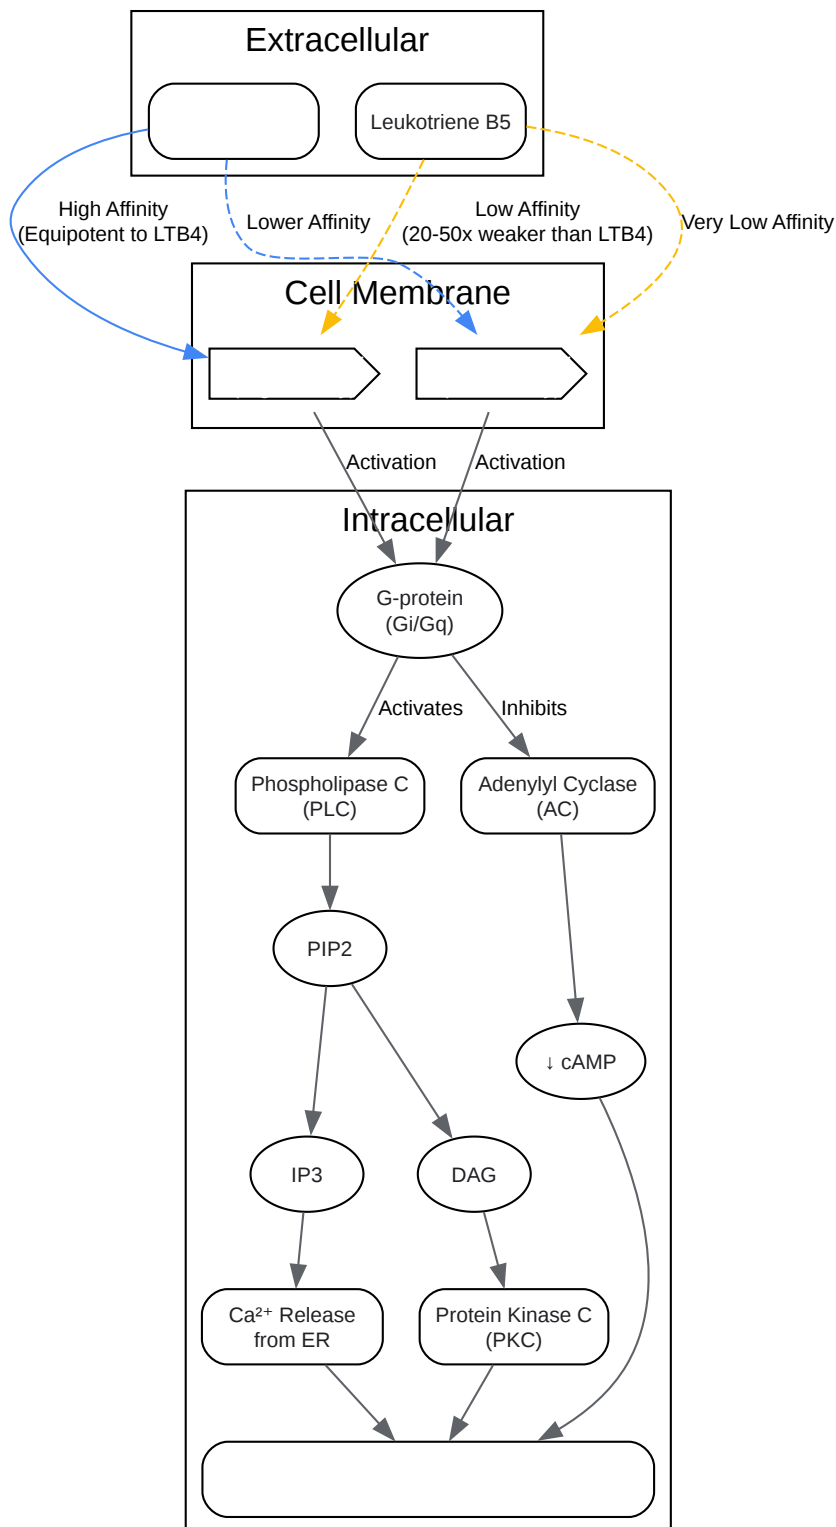 Extracellular
Leukotriene B5
High Affinity
(Equipotent to LTB4)
Lower Affinity
Low Affinity
(20-50x weaker than LTB4)
Very Low Affinity
Cell Membrane
Activation
Activation
Intracellular
G-protein
(Gi/Gq)
Activates
Inhibits
Phospholipase C
(PLC)
Adenylyl Cyclase
(AC)
PIP2
↓ cAMP
IP3
DAG
Ca²⁺ Release
from ER
Protein Kinase C
(PKC)